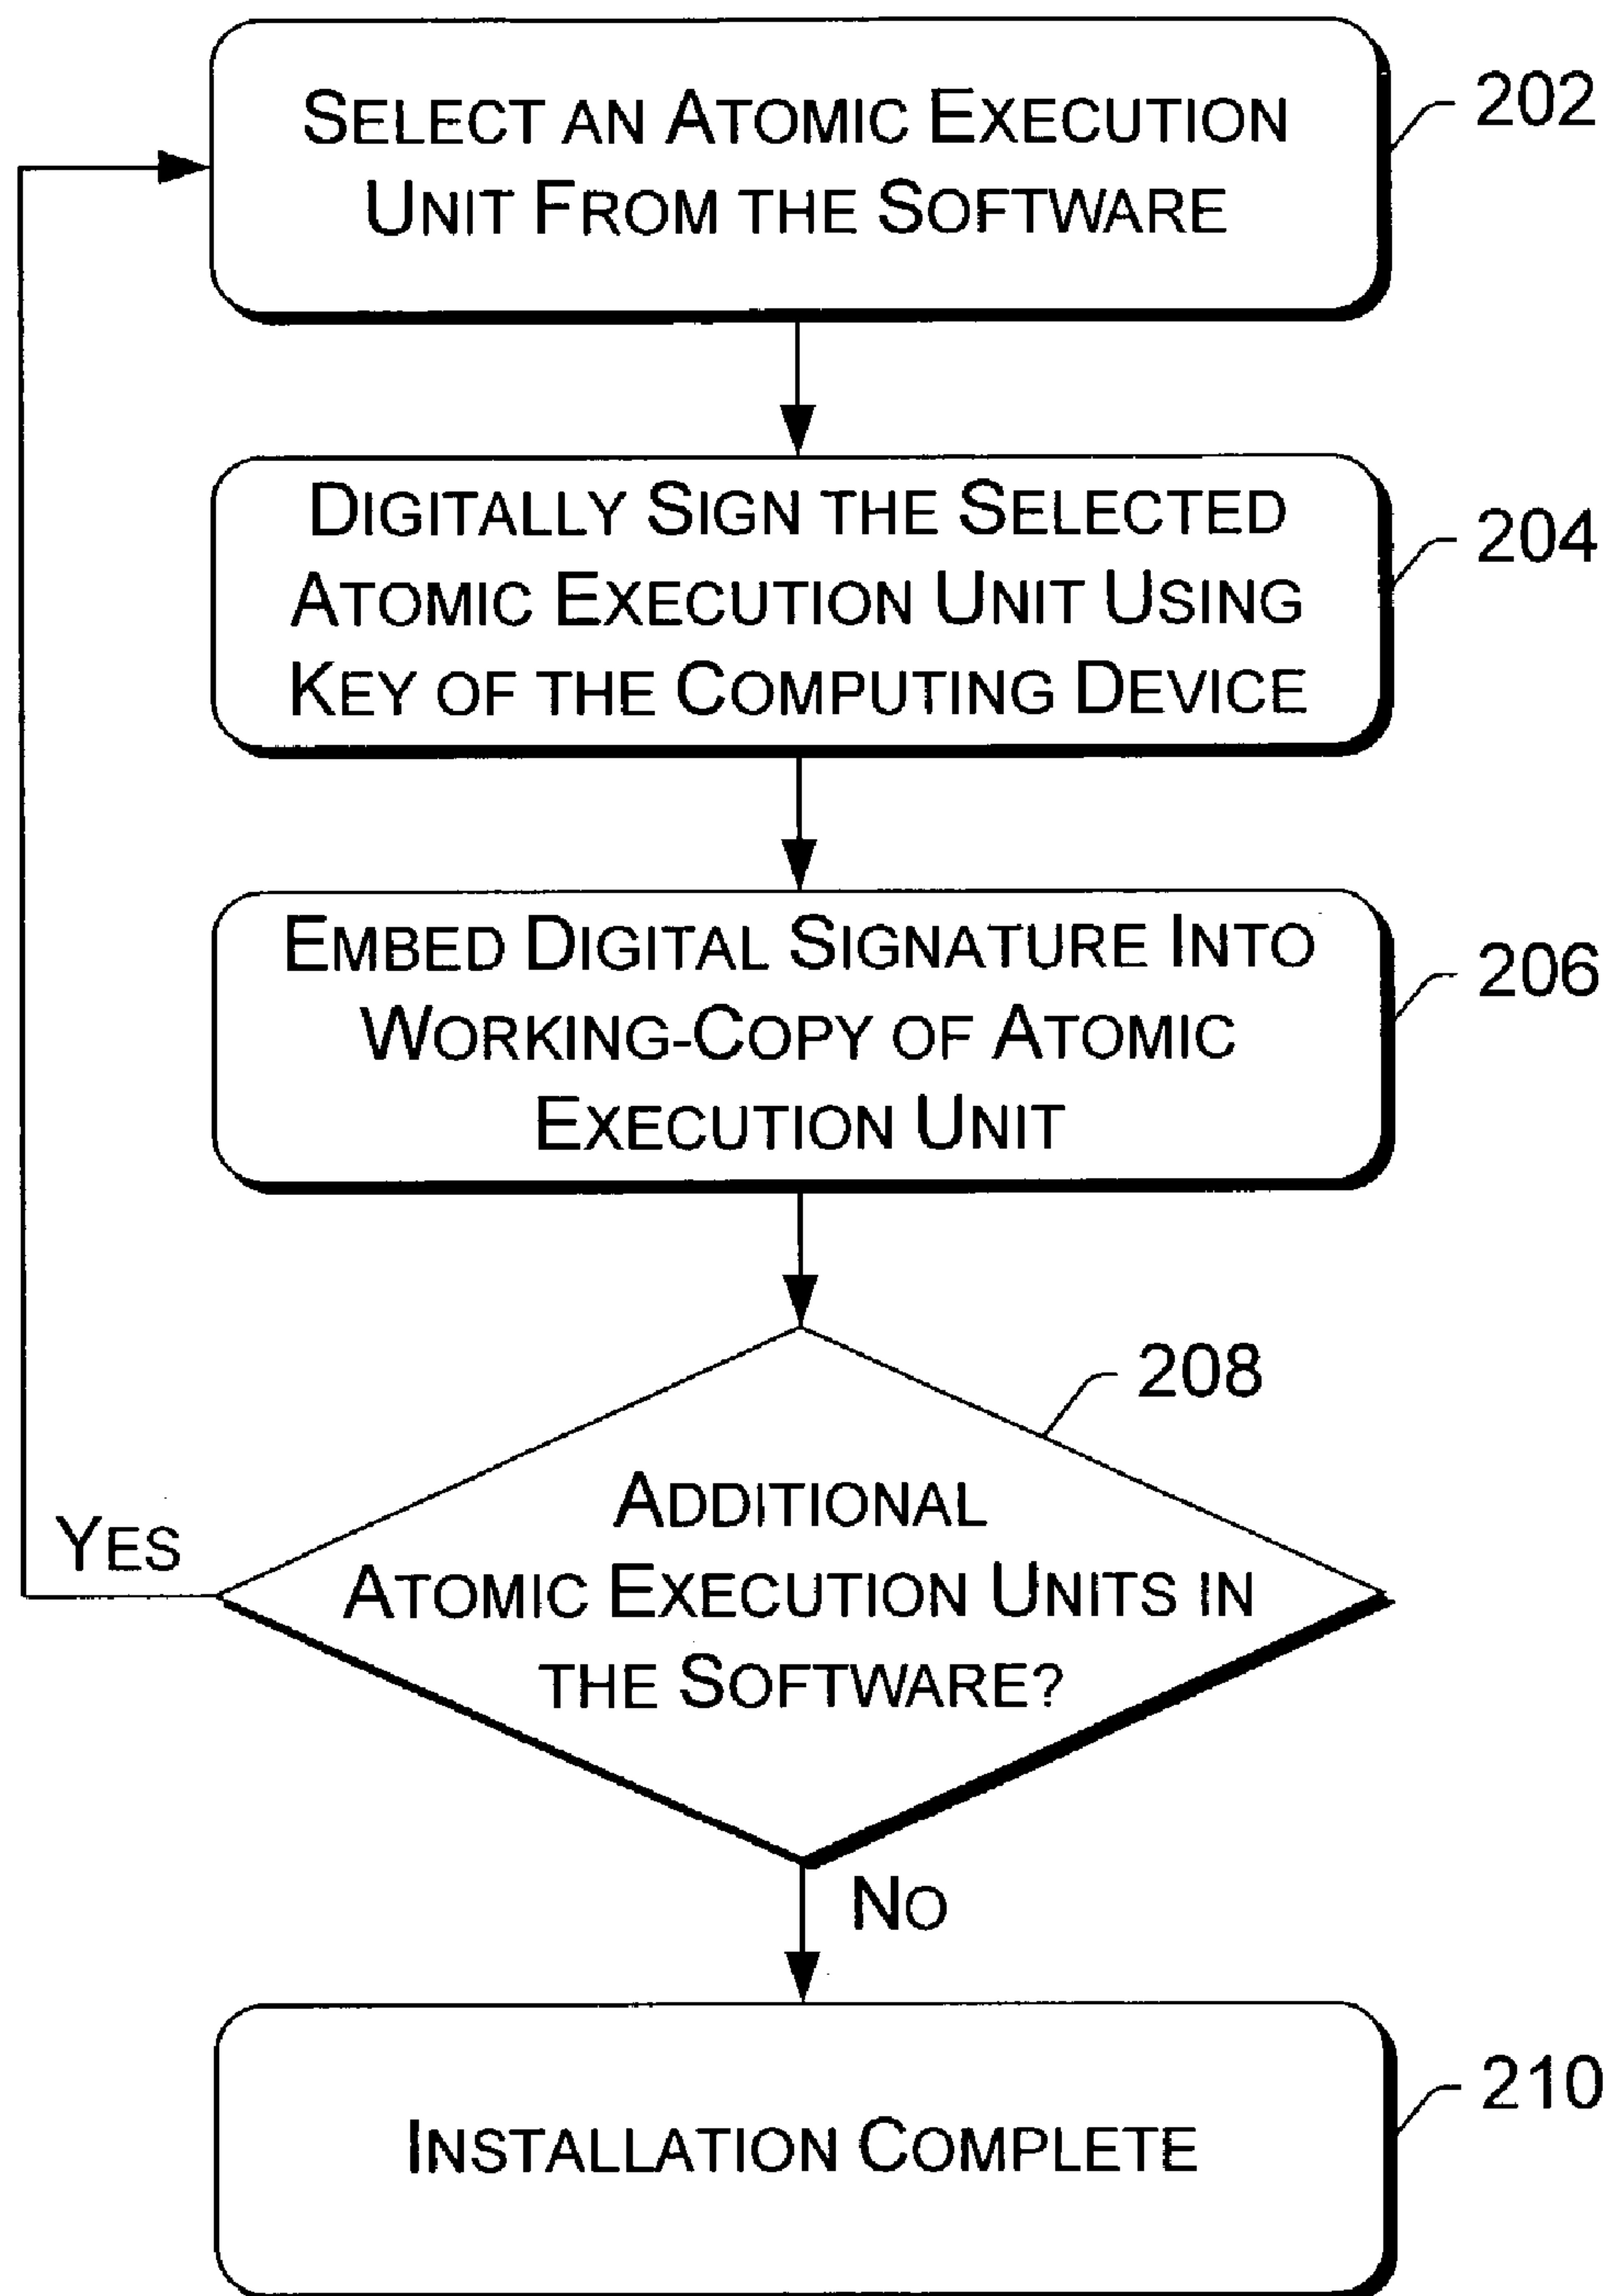 SELECT AN ATOMIC EXECUTION
UNIT FROM THE SOFTWARE
202
DIGITALLY SIGN THE SELECTED
ATOMIC EXECUTION UNIT USING
KEY OF THE COMPUTING DEVICE
204
EMBED DIGITAL SIGNATURE INTO
WORKING-COPY OF ATOMIC
EXECUTION UNIT
206
208
ADDITIONAL
ATOMIC EXECUTION UNITS IN
THE SOFTWARE?
YES
NO
INSTALLATION COMPLETE
210